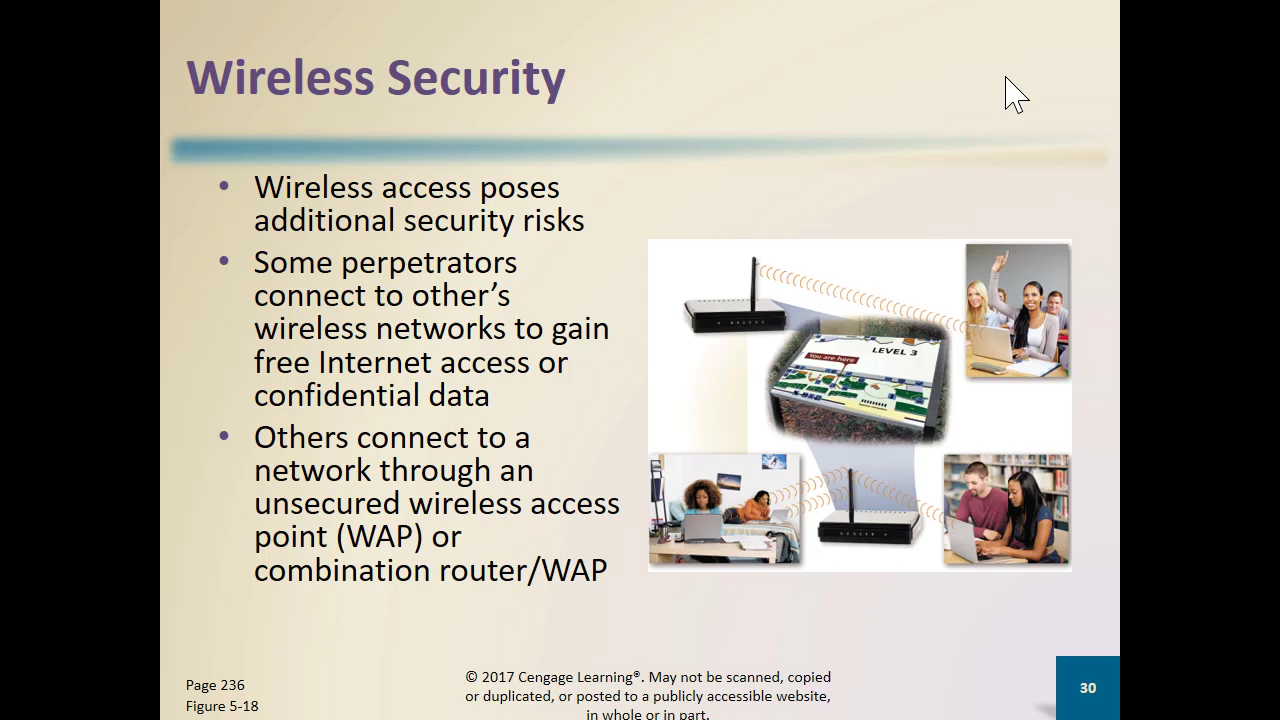 Wireless Security
• Wireless access poses
additional security risks
• Some perpetrators
connect to other’s
wireless networks to gain
free Internet access or
confidential data
• Others connect to a
network through an
unsecured wireless access
point (WAP) or
combination router/WAP
LEVEL 3
You are here
Page 236
Figure 5-18
© 2017 Cengage Learning®. May not be scanned, copied
or duplicated, or posted to a publicly accessible website,
in whole or in part.
30